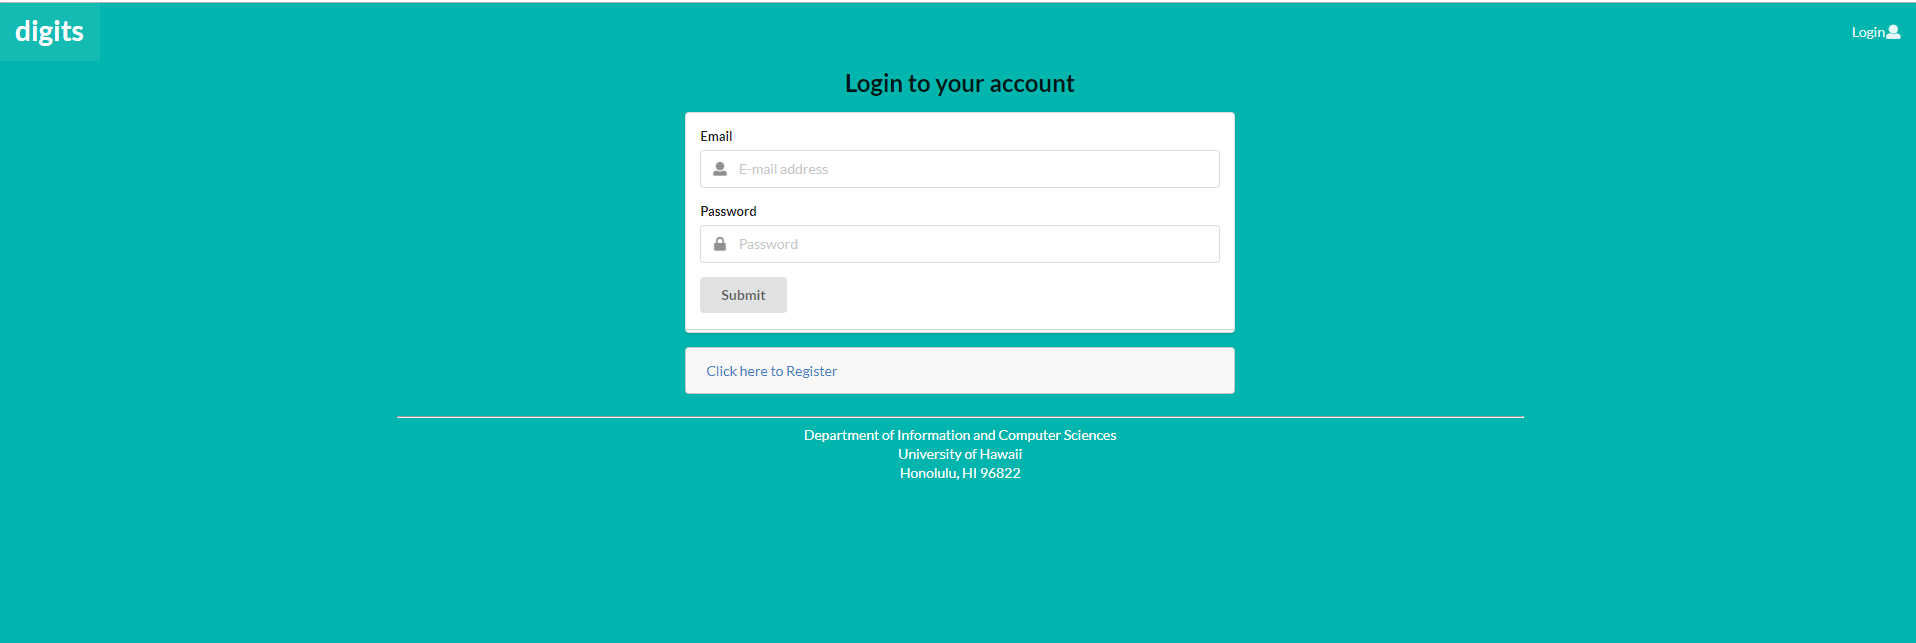 digits
Login
Login to your account
Email
E-mail address
Password
Password
Submit
Click here to Register
Department of Information and Computer Sciences
University of Hawaii
Honolulu, HI 96822